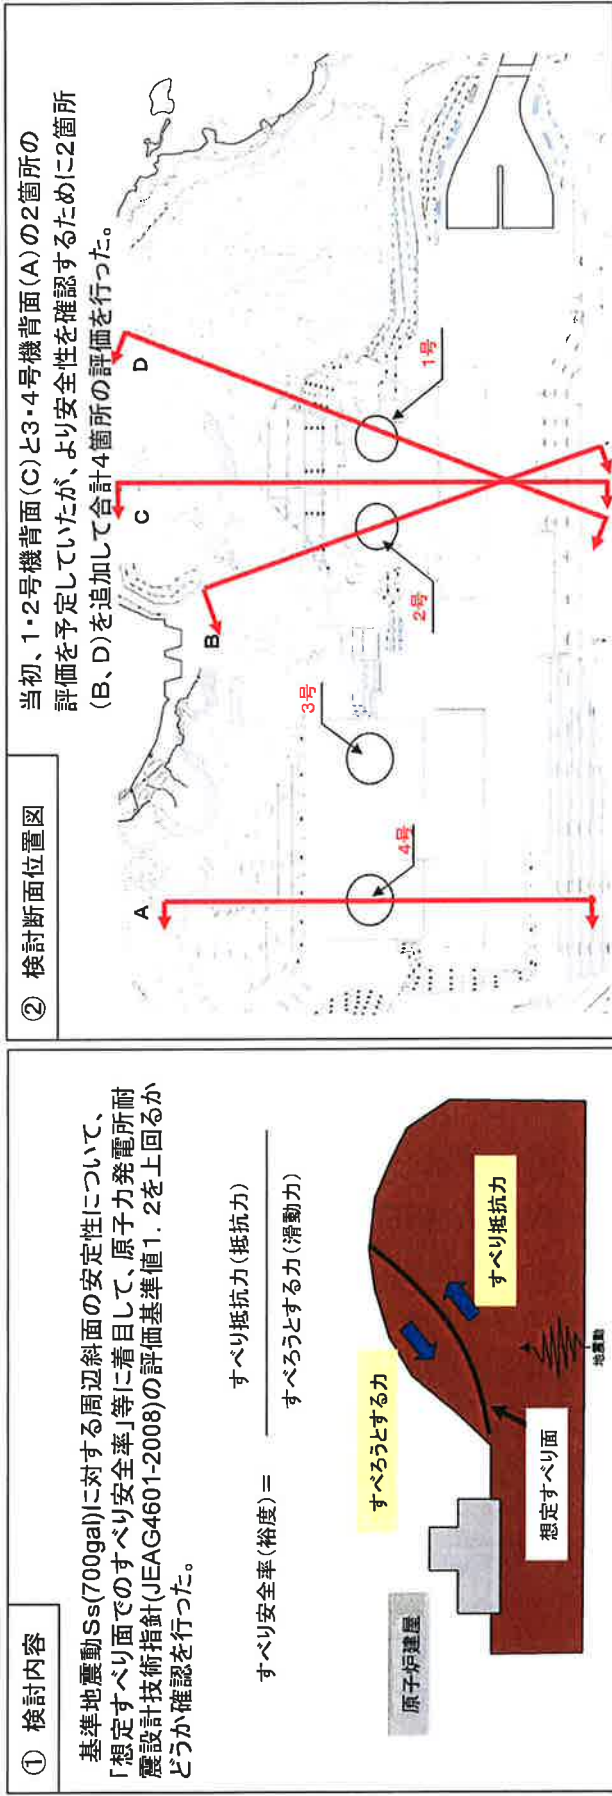 ① 検討内容
基準地震動Ss(700gal)に対する周辺斜面の安定性について、
「想定すべり面でのすべり安全率」等に着目して、原子力発電所耐
震設計技術指針(JEAG4601-2008)の評価基準値1.2を上回るか
どうか確認を行った。
すべり安全率(裕度)=
すべり抵抗力(抵抗力)
すべろうとする力(滑動力)
すべろうとする力
すべり抵抗力
原子炉建屋
想定すべり面
地震動
② 検討断面位置図
当初、1・2号機背面(C)と3・4号機背面(A)の2箇所の
評価を予定していたが、より安全性を確認するために2箇所
(B、D)を追加して合計4箇所の評価を行った。
A
B
C
D
4号
3号
2号
1号